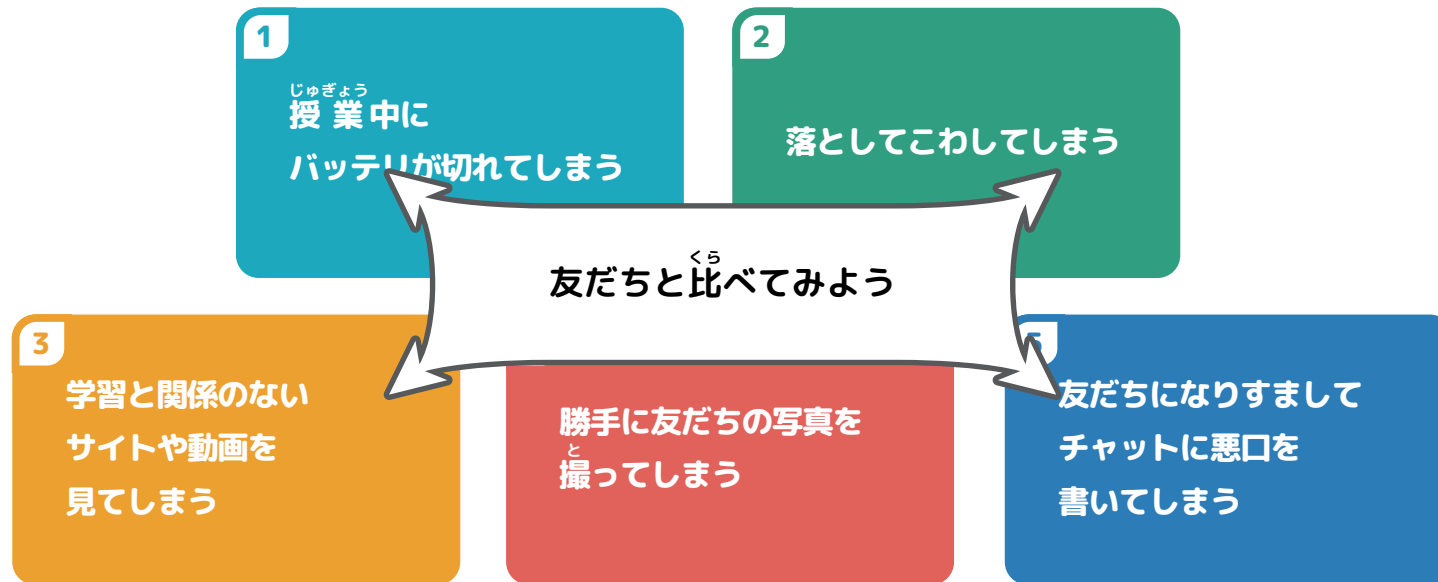 1
授業中に
じゅぎょう
バッテリが切れてしまう
2
落としてこわしてしまう
友だちと比べてみよう
くら
3
学習と関係のない
サイトや動画を
見てしまう
勝手に友だちの写真を
撮ってしまう
と
5
友だちになりすまして
チャットに悪口を
書いてしまう